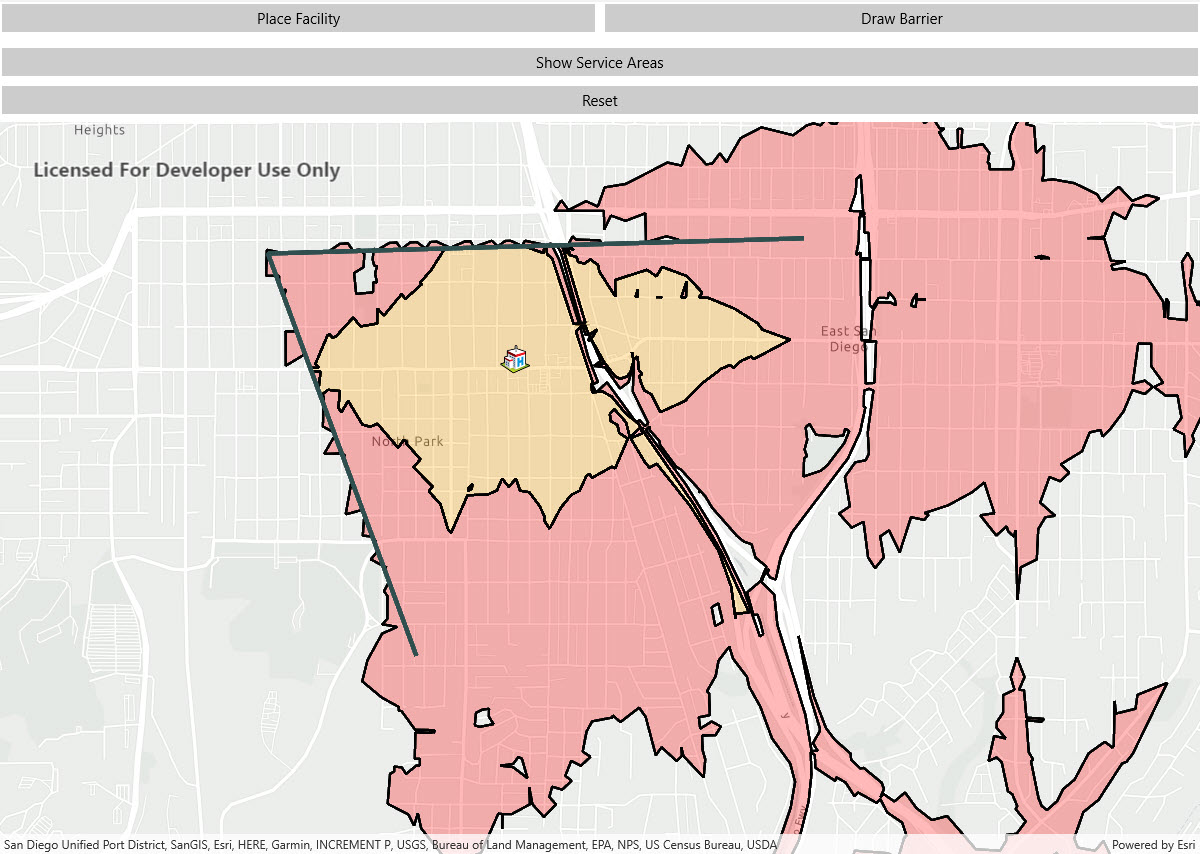 Place Facility
Draw Barrier
Show Service Areas
Reset
Heights
Licensed For Developer Use Only
East San
Diego
North Park
y
Fwy
San Diego Unified Port District, SanGIS, Esri, HERE, Garmin, INCREMENT P, USGS, Bureau of Land Management, EPA, NPS, US Census Bureau, USDA
Powered by Esri